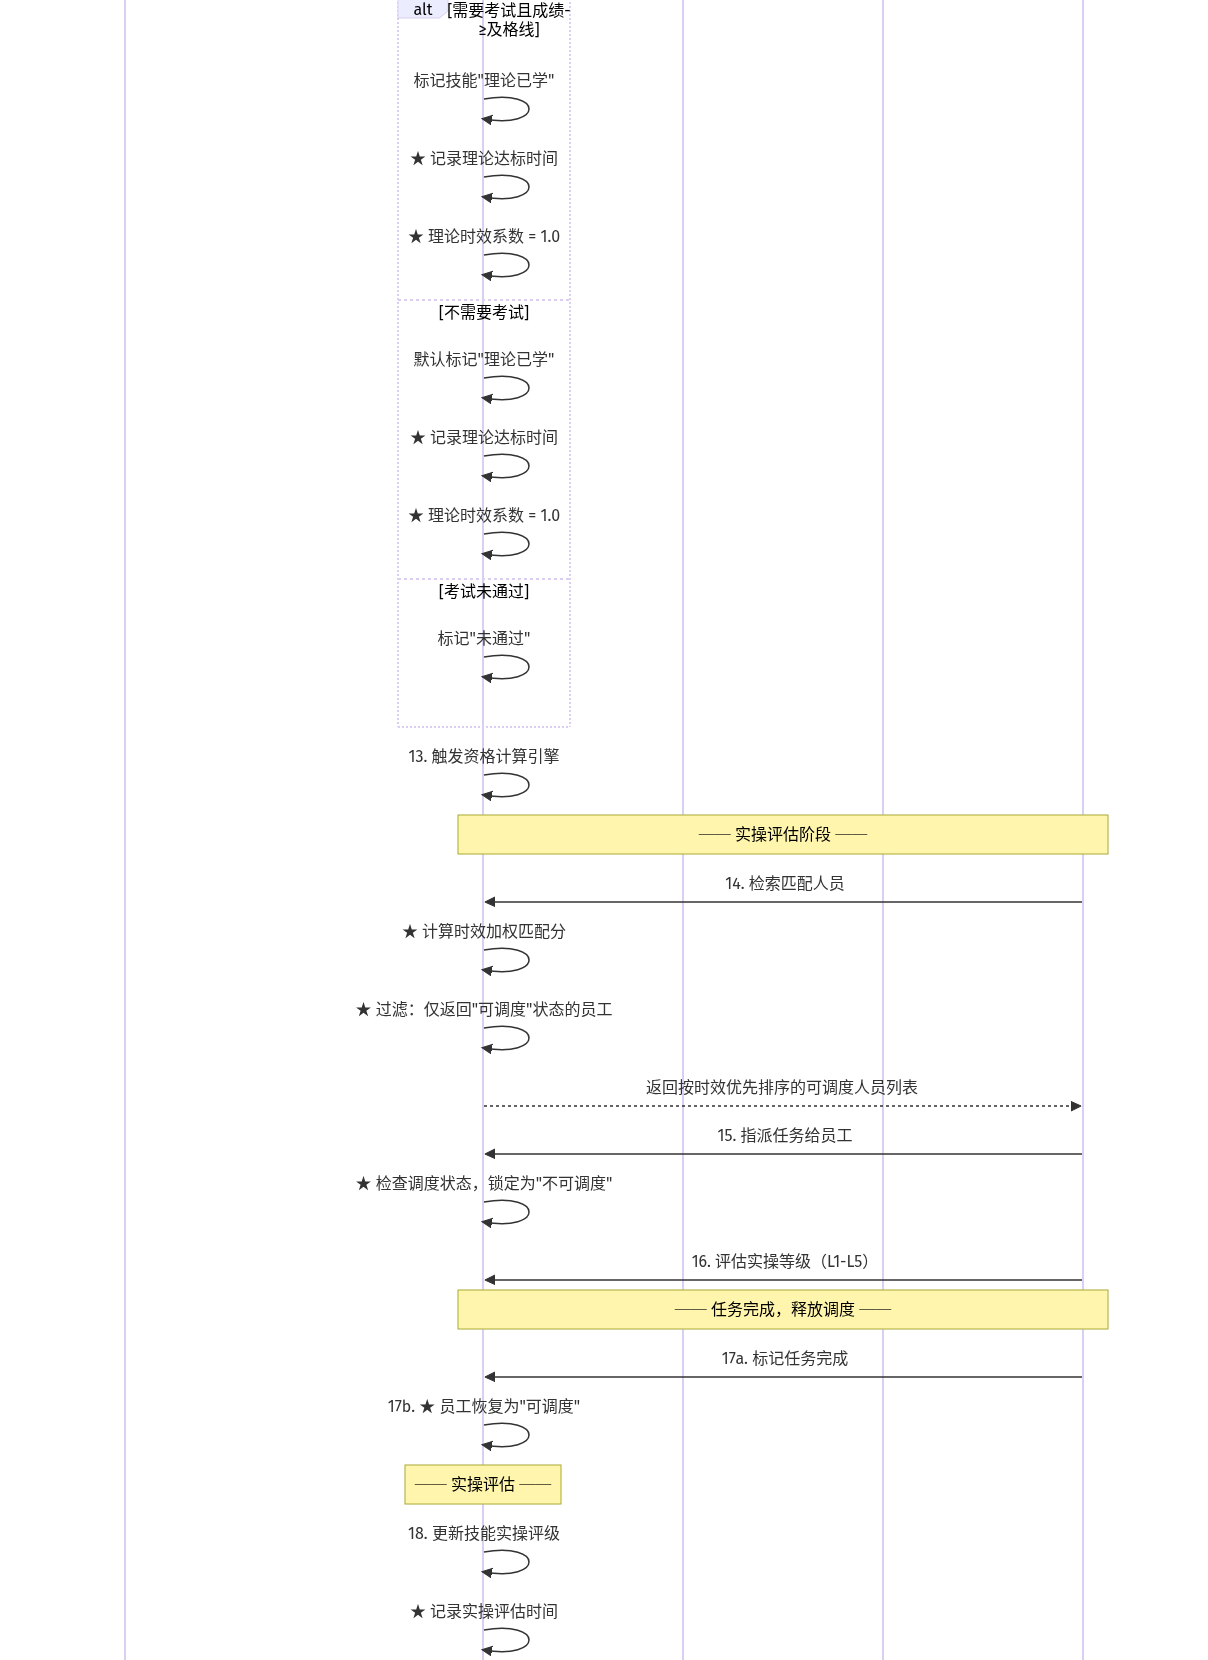 alt [需要考试且成绩-
≥及格线]
标记技能"理论已学"
★ 记录理论达标时间
★ 理论时效系数 = 1.0
[不需要考试]
默认标记"理论已学"
★ 记录理论达标时间
★ 理论时效系数 = 1.0
[考试未通过]
标记"未通过"
13. 触发资格计算引擎
—— 实操评估阶段 ——
14. 检索匹配人员
★ 计算时效加权匹配分
★ 过滤：仅返回"可调度"状态的员工
返回按时效优先排序的可调度人员列表
15. 指派任务给员工
★ 检查调度状态，锁定为"不可调度"
16. 评估实操等级（L1-L5）
—— 任务完成，释放调度 ——
17a. 标记任务完成
17b. ★ 员工恢复为"可调度"
—— 实操评估 ——
18. 更新技能实操评级
★ 记录实操评估时间